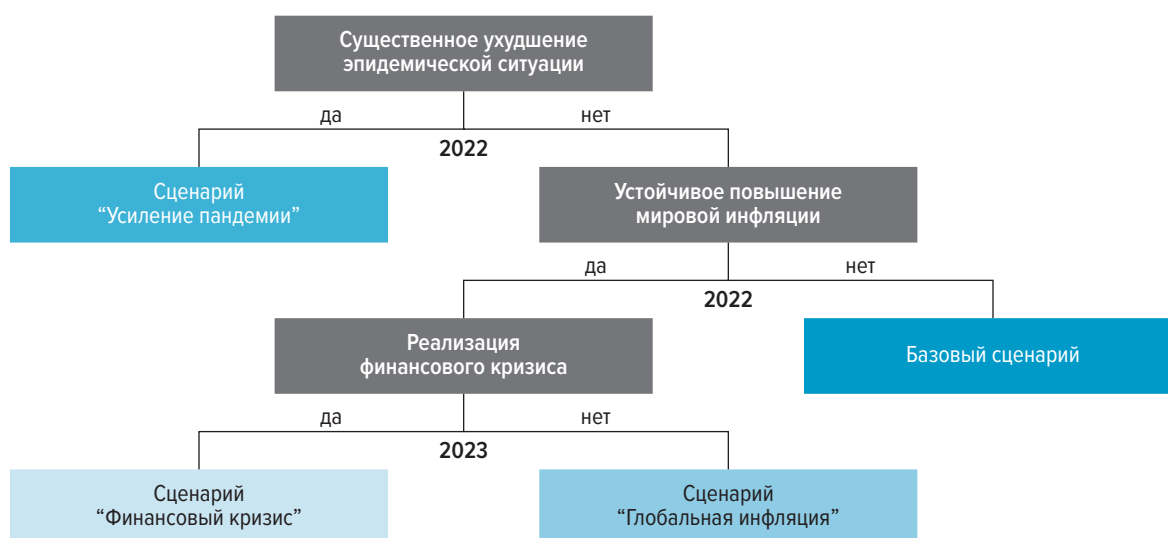 Существенное ухудшение
эпидемической ситуации
да
нет
2022
Сценарий
“Усиление пандемии”
Устойчивое повышение
мировой инфляции
да
нет
2022
Реализация
финансового кризиса
Базовый сценарий
да
нет
2023
Сценарий
“Финансовый кризис”
Сценарий
“Глобальная инфляция”